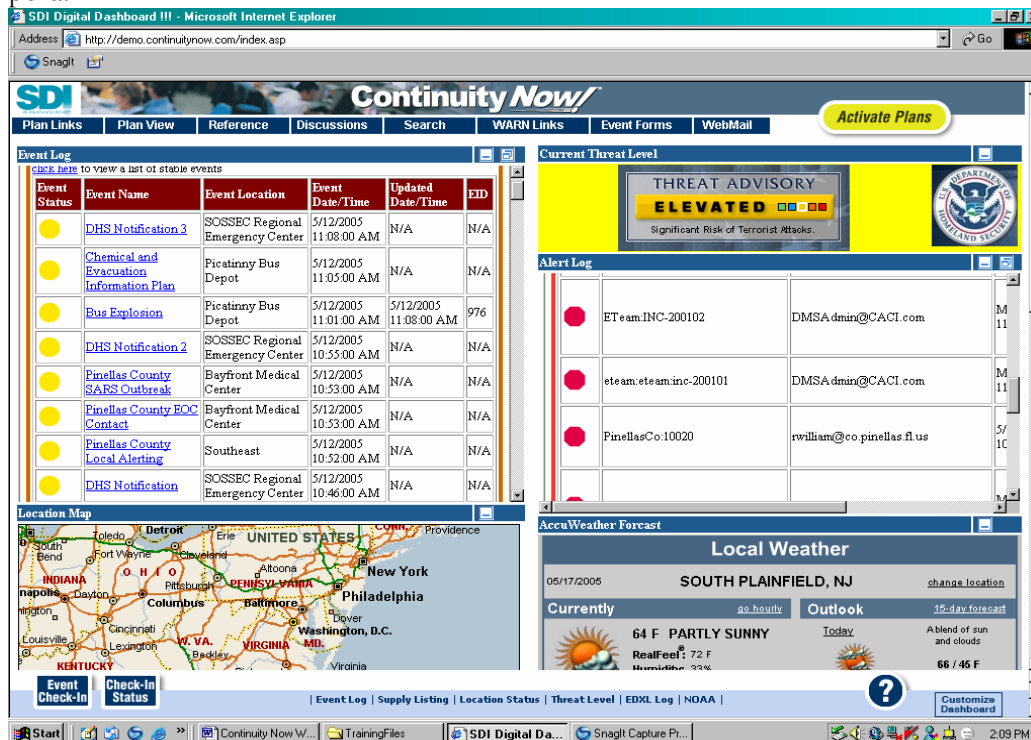 SDI Digital Dashboard !!! - Microsoft Internet Explorer
Address http://demo.continuitynow.com/index.asp Go
SnagIt
SDI ContinuityNow!
Activate Plans
Plan Links Plan View Reference Discussions Search WARN Links Event Forms WebMail
Event Log
click here to view a list of stable events
Event Status Event Name Event Location Event Date/Time Updated Date/Time EID
DHS Notification 3 SOSSEC Regional Emergency Center 5/12/2005 11:08:00 AM N/A N/A
Chemical and Evacuation Information Plan Picatinny Bus Depot 5/12/2005 11:05:00 AM N/A N/A
Bus Explosion Picatinny Bus Depot 5/12/2005 11:01:00 AM 5/12/2005 11:08:00 AM 976
DHS Notification 2 SOSSEC Regional Emergency Center 5/12/2005 10:55:00 AM N/A N/A
Pinellas County SARS Outbreak Bayfront Medical Center 5/12/2005 10:53:00 AM N/A N/A
Pinellas County EOC Contact Bayfront Medical Center 5/12/2005 10:53:00 AM N/A N/A
Pinellas County Local Alerting Southeast 5/12/2005 10:52:00 AM N/A N/A
DHS Notification SOSSEC Regional Emergency Center 5/12/2005 10:46:00 AM N/A N/A
Current Threat Level
THREAT ADVISORY
ELEVATED
Significant Risk of Terrorist Attacks.
U.S. DEPARTMENT OF HOMELAND SECURITY
Alert Log
ETeam:INC-200102 DMSAdmin@CACI.com M 11
eteam:eteam:inc-200101 DMSAdmin@CACI.com M 11
PinellasCo:10020 rwilliam@co.pinellas.fl.us 5/ 10
Location Map
Detroit Toledo Erie UNITED STATES CONN. Providence
South Bend Fort Wayne Cleveland
INDIANA OHIO Altoona New York
Pittsburgh PENNSYLVANIA
napolis Dayton Columbus Baltimore Philadelphia
Dover
Cincinnati Washington, D.C.
Louisville Lexington W. VA. VIRGINIA MD.
KENTUCKY Beckley Virginia
AccuWeather Forcast
Local Weather
05/17/2005 SOUTH PLAINFIELD, NJ change location
Currently go hourly Outlook 15-day forecast
64 F PARTLY SUNNY
RealFeel®: 72 F
Humidity: 33%
Today
A blend of sun and clouds
66 / 45 F
Event Check-In
Check-In Status
| Event Log | Supply Listing | Location Status | Threat Level | EDXL Log | NOAA |
?
Customize Dashboard
Start Continuity Now W... TrainingFiles SDI Digital Da... SnagIt Capture Pr... 2:09 PM